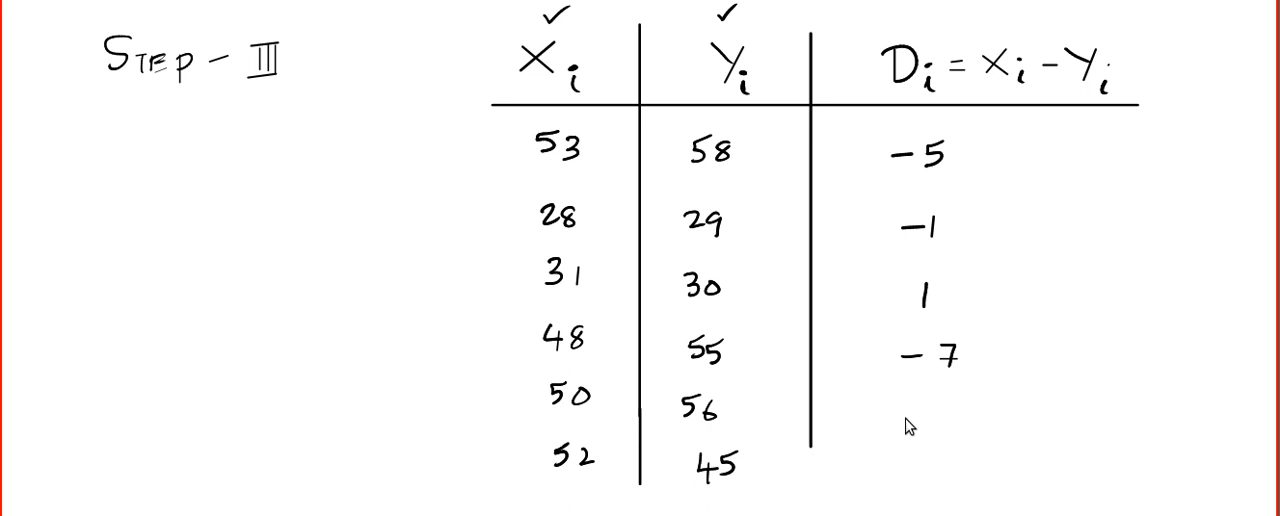 Step - III
Xi Yi Di = Xi - Yi
53 58 -5
28 29 -1
31 30 1
48 55 -7
50 56
52 45